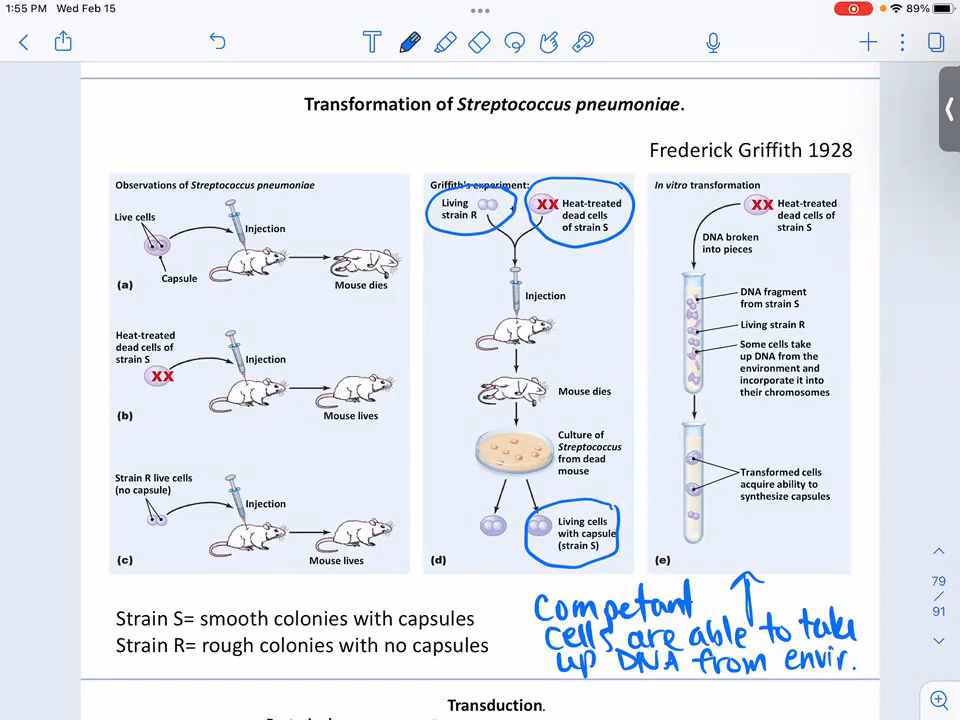 1:55 PM Wed Feb 15
89%
Transformation of Streptococcus pneumoniae.
Frederick Griffith 1928
Observations of Streptococcus pneumoniae
Live cells
Injection
Capsule
(a)
Mouse dies
Heat-treated
dead cells of
strain S
XX
Injection
(b)
Mouse lives
Strain R live cells
(no capsule)
Injection
(c)
Mouse lives
Griffith's experiment:
Living
strain R
+
XX
Heat-treated
dead cells
of strain S
Injection
Mouse dies
Culture of
Streptococcus
from dead
mouse
Living cells
with capsule
(strain S)
(d)
In vitro transformation
XX
Heat-treated
dead cells of
strain S
DNA broken
into pieces
DNA fragment
from strain S
Living strain R
Some cells take
up DNA from the
environment and
incorporate it into
their chromosomes
Transformed cells
acquire ability to
synthesize capsules
(e)
Strain S= smooth colonies with capsules
Strain R= rough colonies with no capsules
competant
cells are able to take
up DNA from envir.
79
/
91
Transduction.